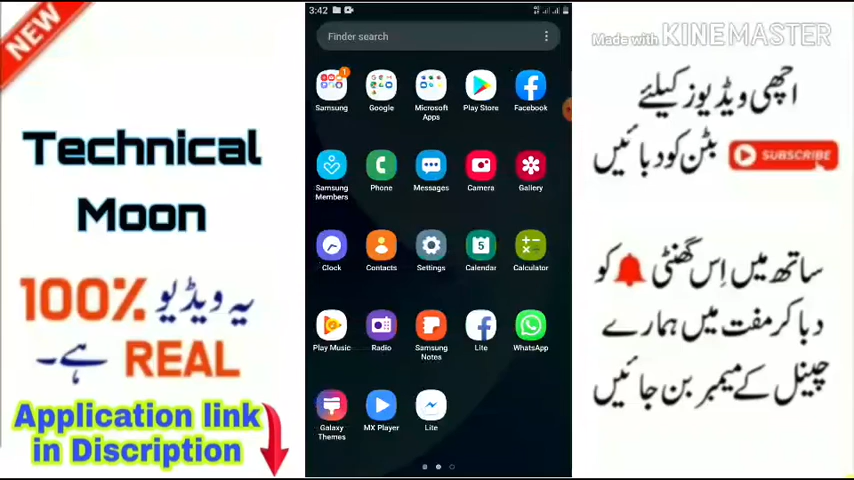 NEW
Technical
Moon
100% یہ ویڈیو
REAL ہے۔
Application link
in Discription
3:42
Finder search
1
Samsung
Google
Microsoft Apps
Play Store
Facebook
Samsung Members
Phone
Messages
Camera
Gallery
Clock
Contacts
Settings
5
Calendar
Calculator
Play Music
Radio
Samsung Notes
Lite
WhatsApp
Galaxy Themes
MX Player
Lite
Made with KINEMASTER
اچھی ویڈیوز کیلئے
بٹن کو دبائیں SUBSCRIBE
ساتھ میں اِس گھنٹی کو
دبا کر مفت میں ہمارے
چینل کے میمبر بن جائیں